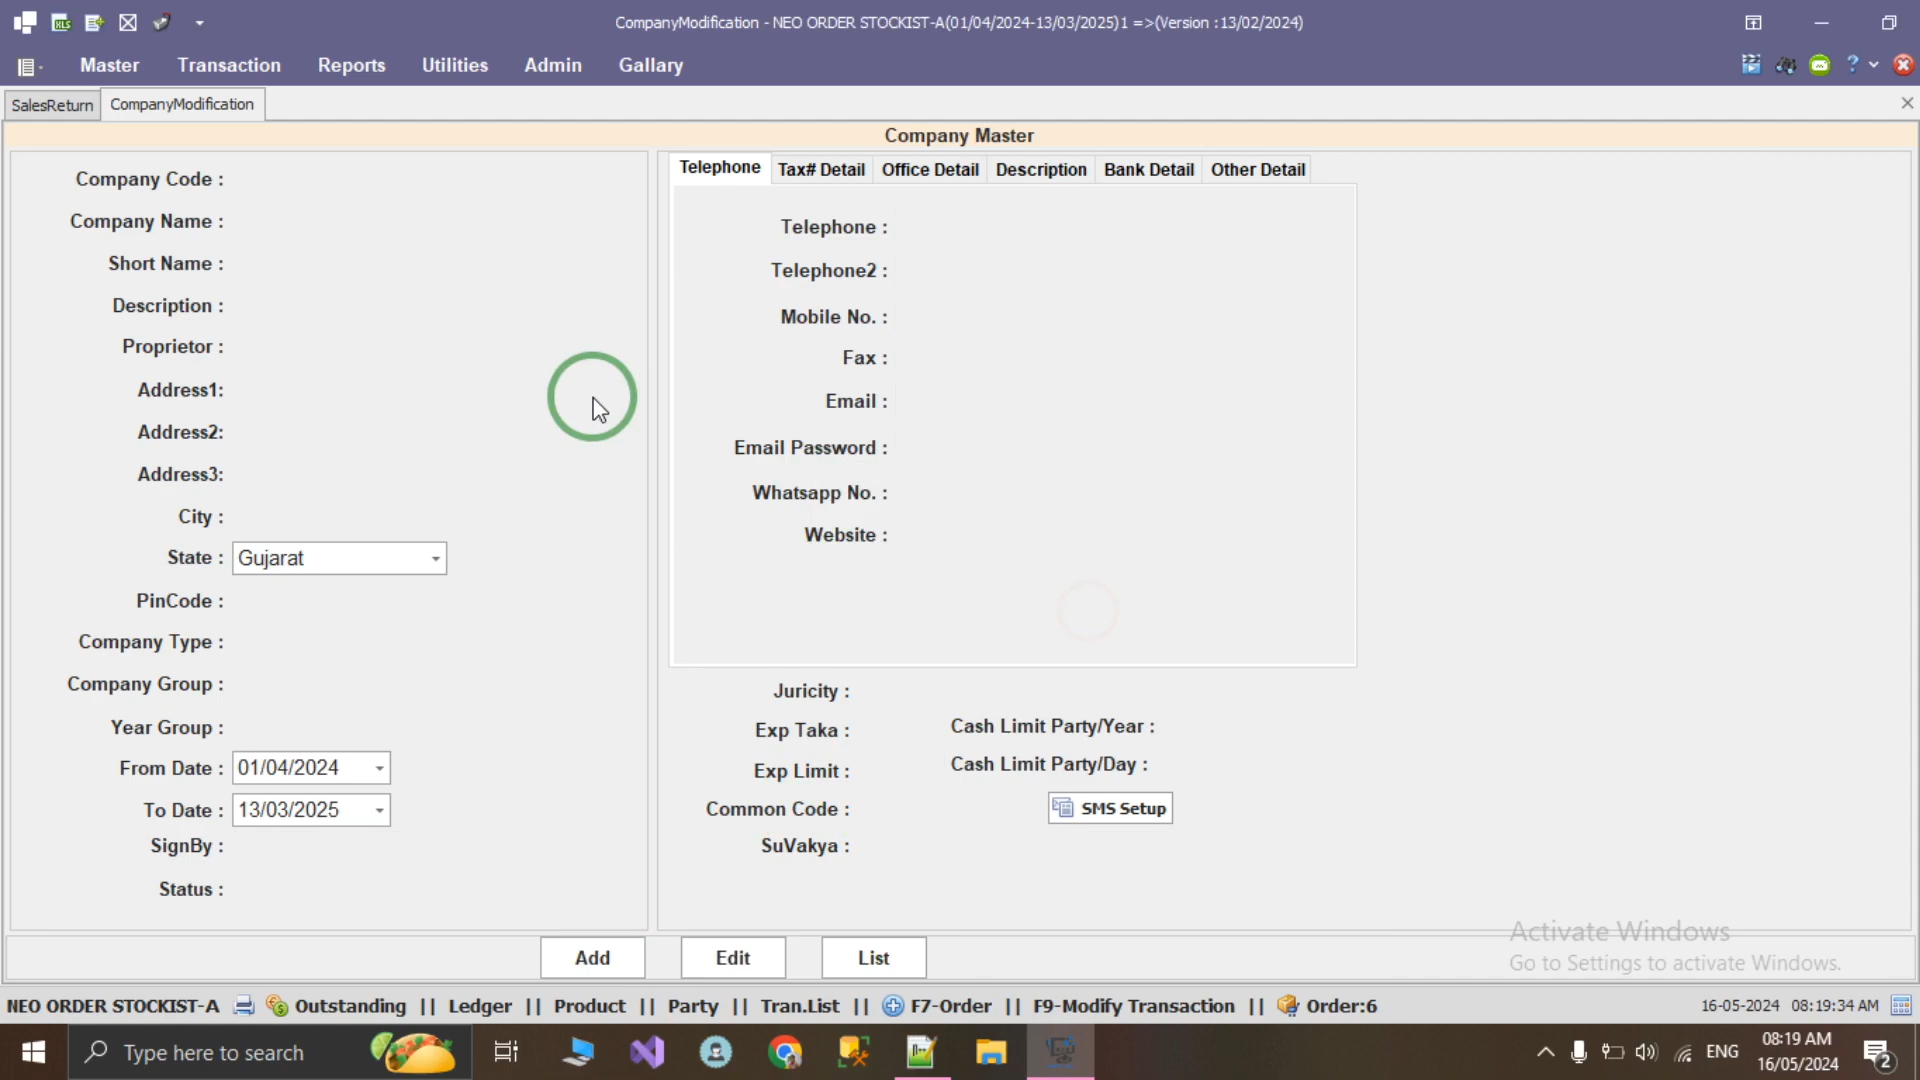 CompanyModification - NEO ORDER STOCKIST-A(01/04/2024-13/03/2025)1 =>(Version :13/02/2024)
Master Transaction Reports Utilities Admin Gallary
SalesReturn CompanyModification
Company Master
Company Code :
Company Name :
Short Name :
Description :
Proprietor :
Address1:
Address2:
Address3:
City :
State : Gujarat
PinCode :
Company Type :
Company Group :
Year Group :
From Date : 01/04/2024
To Date : 13/03/2025
SignBy :
Status :
Telephone Tax# Detail Office Detail Description Bank Detail Other Detail
Telephone :
Telephone2 :
Mobile No. :
Fax :
Email :
Email Password :
Whatsapp No. :
Website :
Juricity :
Exp Taka : Cash Limit Party/Year :
Exp Limit : Cash Limit Party/Day :
Common Code : SMS Setup
SuVakya :
Add Edit List
Activate Windows
Go to Settings to activate Windows.
NEO ORDER STOCKIST-A Outstanding || Ledger || Product || Party || Tran.List || F7-Order || F9-Modify Transaction || Order:6 16-05-2024 08:19:34 AM
Type here to search ENG 08:19 AM
16/05/2024 2